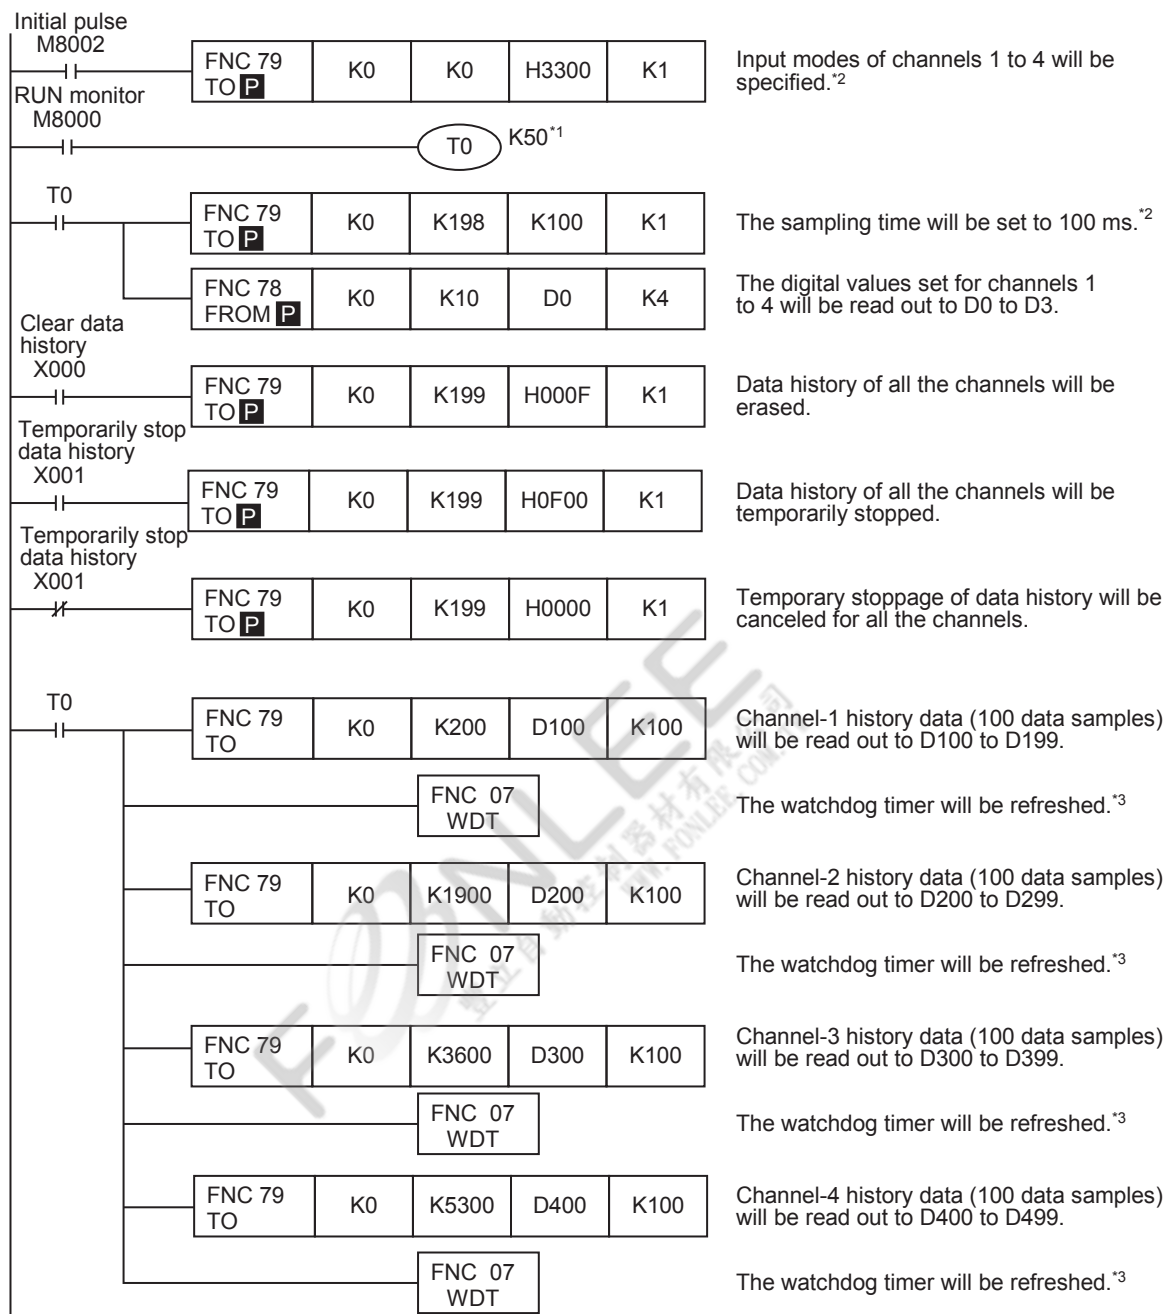 Initial pulse
M8002
FNC 79 K0 K0 H3300 K1 Input modes of channels 1 to 4 will be
TO P specified.*2
RUN monitor
M8000
T0 K50*1
T0
FNC 79 K0 K198 K100 K1 The sampling time will be set to 100 ms.*2
TO P
FNC 78 K0 K10 D0 K4 The digital values set for channels 1
FROM P to 4 will be read out to D0 to D3.
Clear data
history
X000
FNC 79 K0 K199 H000F K1 Data history of all the channels will be
TO P erased.
Temporarily stop
data history
X001
FNC 79 K0 K199 H0F00 K1 Data history of all the channels will be
TO P temporarily stopped.
Temporarily stop
data history
X001
FNC 79 K0 K199 H0000 K1 Temporary stoppage of data history will be
TO P canceled for all the channels.
T0
FNC 79 K0 K200 D100 K100 Channel-1 history data (100 data samples)
TO will be read out to D100 to D199.
FNC 07 The watchdog timer will be refreshed.*3
WDT
FNC 79 K0 K1900 D200 K100 Channel-2 history data (100 data samples)
TO will be read out to D200 to D299.
FNC 07 The watchdog timer will be refreshed.*3
WDT
FNC 79 K0 K3600 D300 K100 Channel-3 history data (100 data samples)
TO will be read out to D300 to D399.
FNC 07 The watchdog timer will be refreshed.*3
WDT
FNC 79 K0 K5300 D400 K100 Channel-4 history data (100 data samples)
TO will be read out to D400 to D499.
FNC 07 The watchdog timer will be refreshed.*3
WDT
FONLEE
WWW.FONLEE.COM